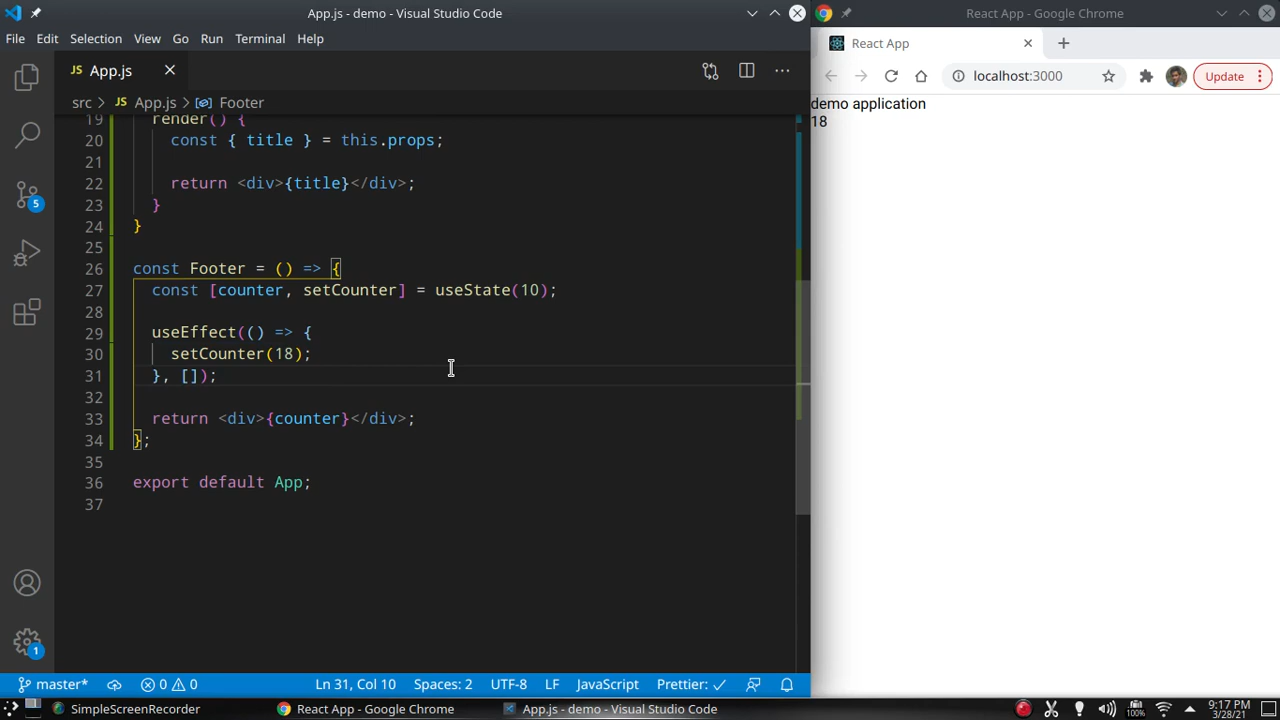 App.js - demo - Visual Studio Code
File Edit Selection View Go Run Terminal Help
JS App.js
src > JS App.js > Footer
19 render() {
20 const { title } = this.props;
21
22 return <div>{title}</div>;
23 }
24 }
25
26 const Footer = () => {
27 const [counter, setCounter] = useState(10);
28
29 useEffect(() => {
30 setCounter(18);
31 }, []);
32
33 return <div>{counter}</div>;
34 };
35
36 export default App;
37
5
1
master* 0 0 Ln 31, Col 10 Spaces: 2 UTF-8 LF JavaScript Prettier: ✓
React App - Google Chrome
React App
localhost:3000 Update
demo application
18
SimpleScreenRecorder React App - Google Chrome App.js - demo - Visual Studio Code 100% 9:17 PM
3/28/21